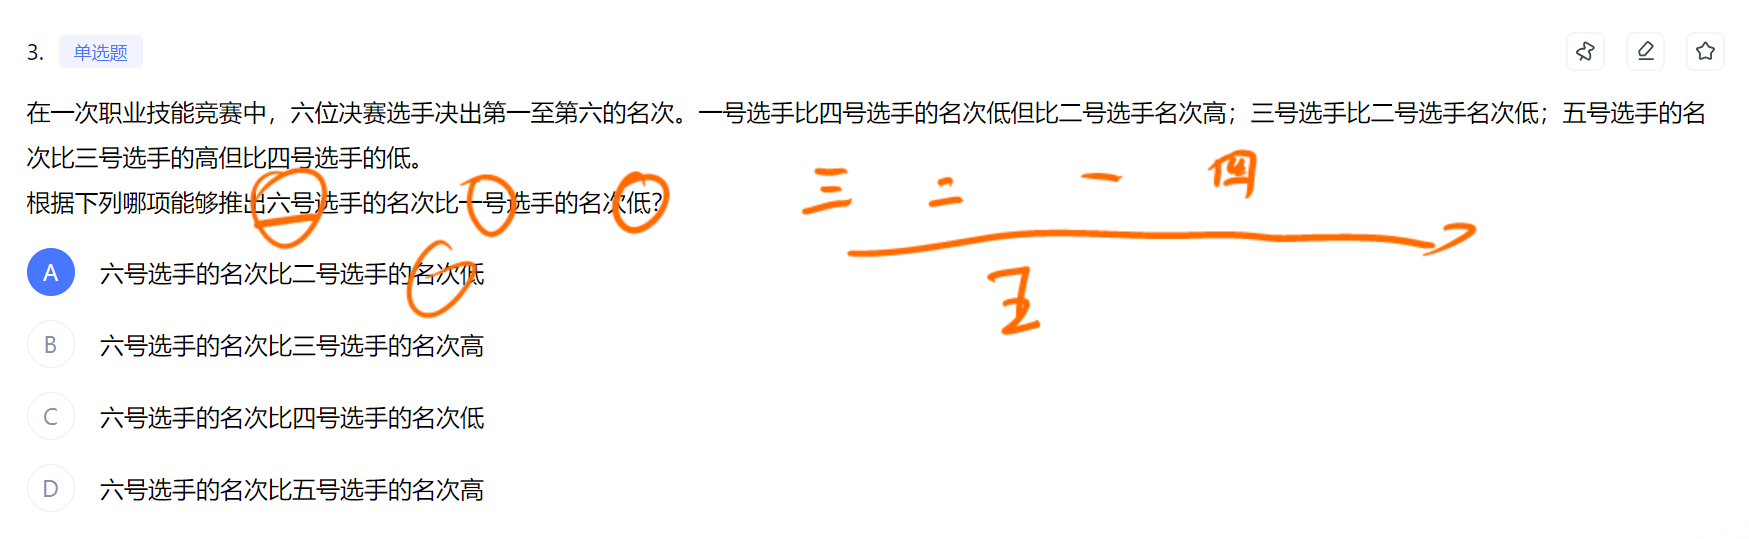 3. 单选题
在一次职业技能竞赛中，六位决赛选手决出第一至第六的名次。一号选手比四号选手的名次低但比二号选手名次高；三号选手比二号选手名次低；五号选手的名
次比三号选手的高但比四号选手的低。
三 二 一 四
根据下列哪项能够推出六号选手的名次比一号选手的名次低？
五
A 六号选手的名次比二号选手的名次低
B 六号选手的名次比三号选手的名次高
C 六号选手的名次比四号选手的名次低
D 六号选手的名次比五号选手的名次高